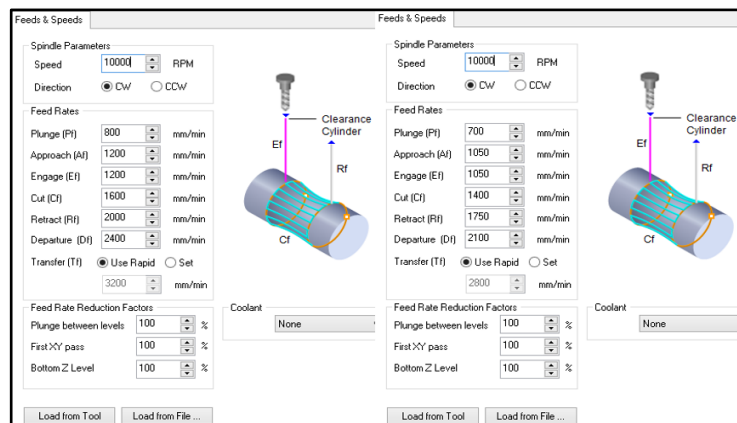 Feeds & Speeds
Spindle Parameters
Speed 10000 RPM
Direction CW CCW
Feed Rates
Plunge (Pf) 800 mm/min
Approach (Af) 1200 mm/min
Engage (Ef) 1200 mm/min
Cut (Cf) 1600 mm/min
Retract (Rf) 2000 mm/min
Departure (Df) 2400 mm/min
Transfer (Tf) Use Rapid Set
3200 mm/min
Clearance
Cylinder
Ef
Rf
Cf
Feed Rate Reduction Factors
Plunge between levels 100 %
First XY pass 100 %
Bottom Z Level 100 %
Coolant
None
Load from Tool Load from File ...
Feeds & Speeds
Spindle Parameters
Speed 10000 RPM
Direction CW CCW
Feed Rates
Plunge (Pf) 700 mm/min
Approach (Af) 1050 mm/min
Engage (Ef) 1050 mm/min
Cut (Cf) 1400 mm/min
Retract (Rf) 1750 mm/min
Departure (Df) 2100 mm/min
Transfer (Tf) Use Rapid Set
2800 mm/min
Clearance
Cylinder
Ef
Rf
Cf
Feed Rate Reduction Factors
Plunge between levels 100 %
First XY pass 100 %
Bottom Z Level 100 %
Coolant
None
Load from Tool Load from File ...